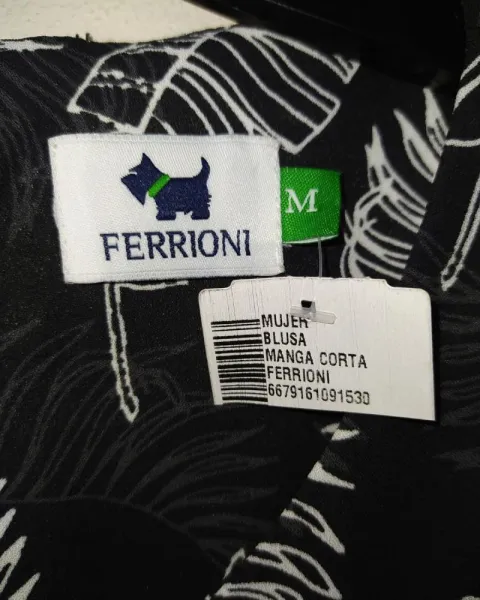 FERRIONI
M
MUJER
BLUSA
MANGA CORTA
FERRIONI
6679161091530